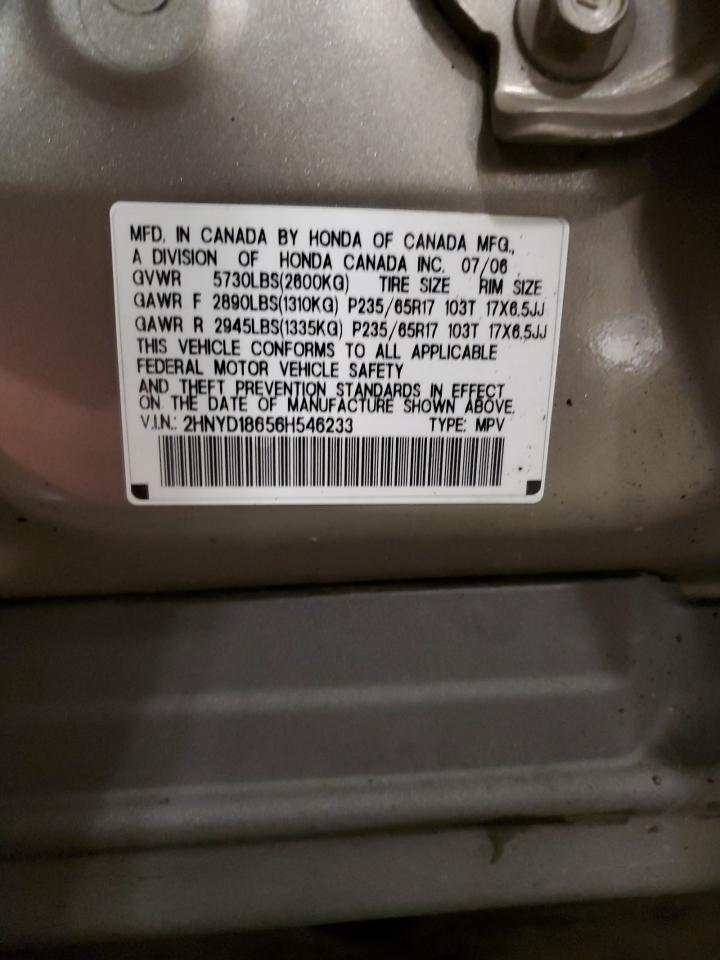 MFD. IN CANADA BY HONDA OF CANADA MFG.,
A DIVISION OF HONDA CANADA INC. 07/06
GVWR 5730LBS(2600KG) TIRE SIZE RIM SIZE
GAWR F 2890LBS(1310KG) P235/65R17 103T 17X6.5JJ
GAWR R 2945LBS(1335KG) P235/65R17 103T 17X6.5JJ
THIS VEHICLE CONFORMS TO ALL APPLICABLE
FEDERAL MOTOR VEHICLE SAFETY
AND THEFT PREVENTION STANDARDS IN EFFECT
ON THE DATE OF MANUFACTURE SHOWN ABOVE.
V.I.N.: 2HNYD18656H546233 TYPE: MPV